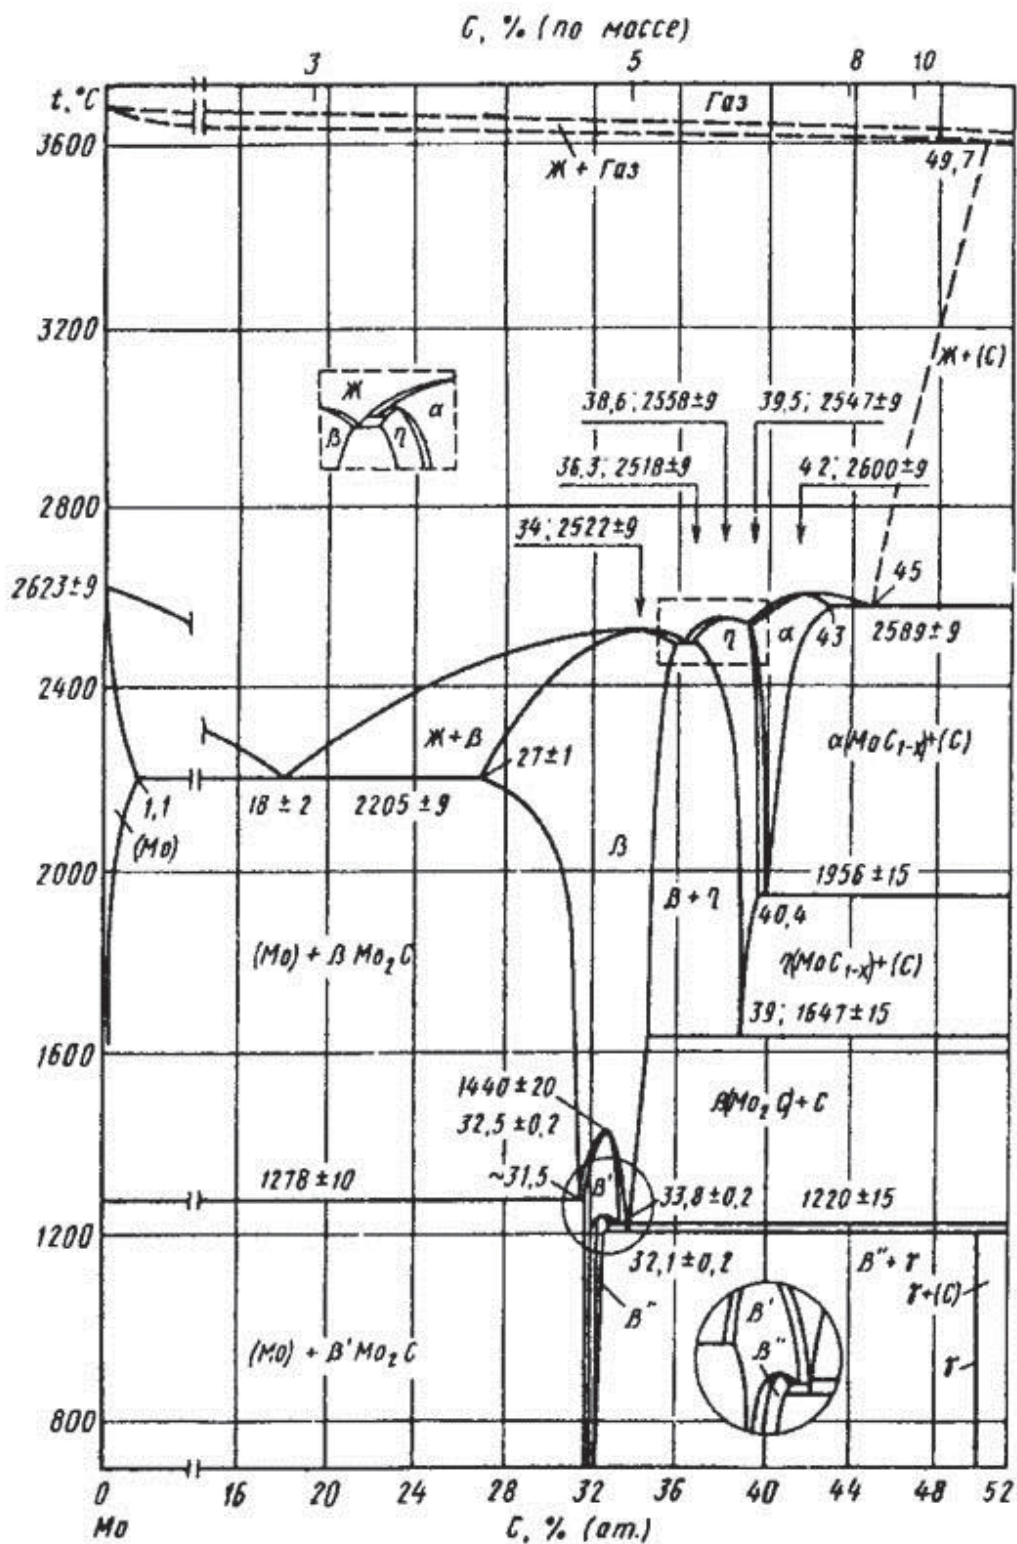 C, % (по массе)
3 5 8 10
t, °C
Газ
3600
Ж + Газ
49,7
3200
Ж + (C)
Ж
α
β
η
38,6; 2558±9
39,5; 2547±9
36,3; 2518±9
42; 2600±9
2800
34; 2522±9
2623±9
45
η
α
43
2589±9
2400
Ж+β
27±1
α(MoC₁₋ₓ)+(C)
1,1
18±2
2205±9
(Mo)
β
2000
1956±15
β+η
40,4
(Mo) + β Mo₂C
η(MoC₁₋ₓ)+(C)
39; 1647±15
1600
1440±20
β(Mo₂C)+C
32,5±0,2
1278±10
~31,5
β'
33,8±0,2
1220±15
1200
32,1±0,2
β''+γ
β''
γ+(C)
β'
(Mo) + β'Mo₂C
β''
γ
800
0 16 20 24 28 32 36 40 44 48 52
Mo
C, % (ат.)